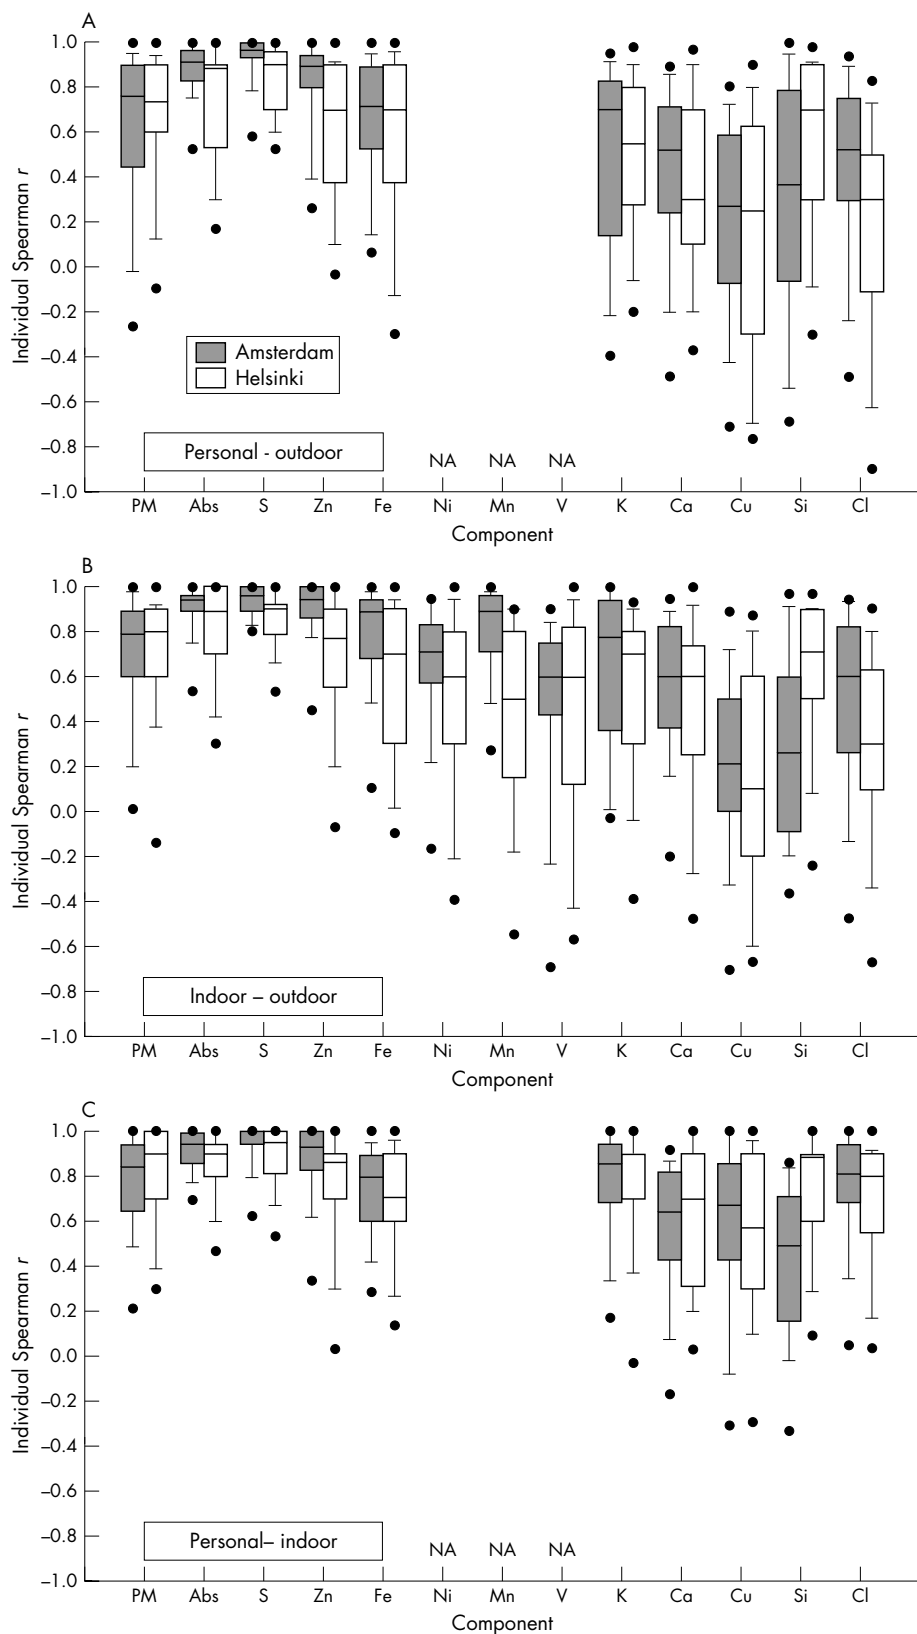 A
Individual Spearman r
1.0
0.8
0.6
0.4
0.2
0.0
–0.2
–0.4
–0.6
–0.8
–1.0
Amsterdam
Helsinki
Personal - outdoor
NA NA NA
PM Abs S Zn Fe Ni Mn V K Ca Cu Si Cl
Component
B
Individual Spearman r
1.0
0.8
0.6
0.4
0.2
0.0
–0.2
–0.4
–0.6
–0.8
–1.0
Indoor – outdoor
PM Abs S Zn Fe Ni Mn V K Ca Cu Si Cl
Component
C
Individual Spearman r
1.0
0.8
0.6
0.4
0.2
0.0
–0.2
–0.4
–0.6
–0.8
–1.0
Personal– indoor
NA NA NA
PM Abs S Zn Fe Ni Mn V K Ca Cu Si Cl
Component